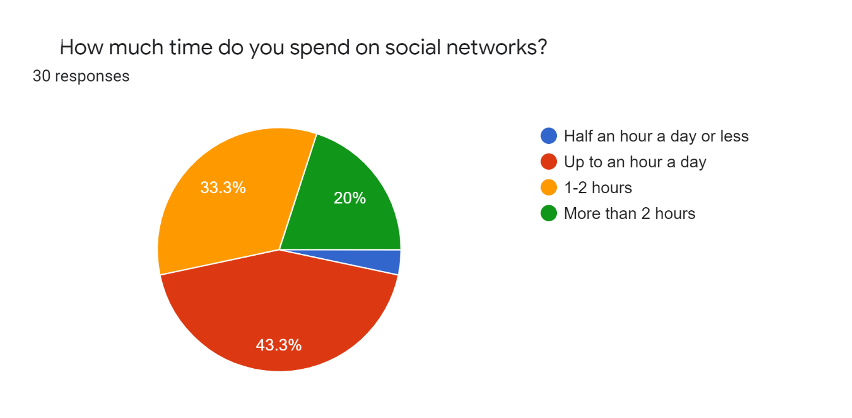 How much time do you spend on social networks?
30 responses
Half an hour a day or less
Up to an hour a day
1-2 hours
More than 2 hours
33.3%
20%
43.3%